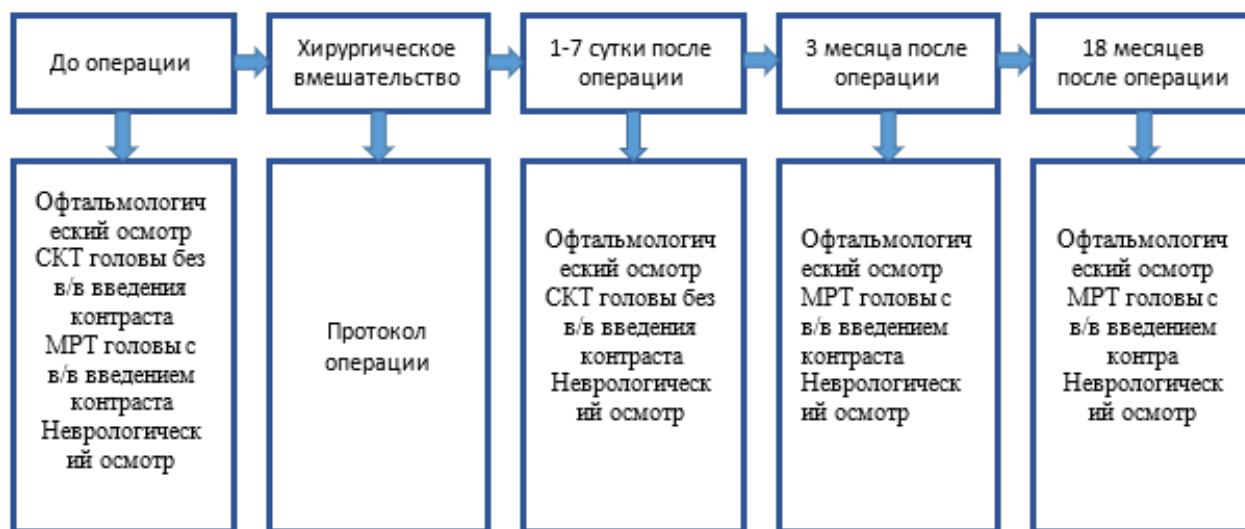 До операции
Хирургическое
вмешательство
1-7 сутки после
операции
3 месяца после
операции
18 месяцев
после операции
Офтальмологич
еский осмотр
СКТ головы без
в/в введения
контраста
МРТ головы с
в/в введением
контраста
Неврологическ
ий осмотр
Протокол
операции
Офтальмологич
еский осмотр
СКТ головы без
в/в введения
контраста
Неврологическ
ий осмотр
Офтальмологич
еский осмотр
МРТ головы с
в/в введением
контраста
Неврологическ
ий осмотр
Офтальмологич
еский осмотр
МРТ головы с
в/в введением
контра
Неврологическ
ий осмотр